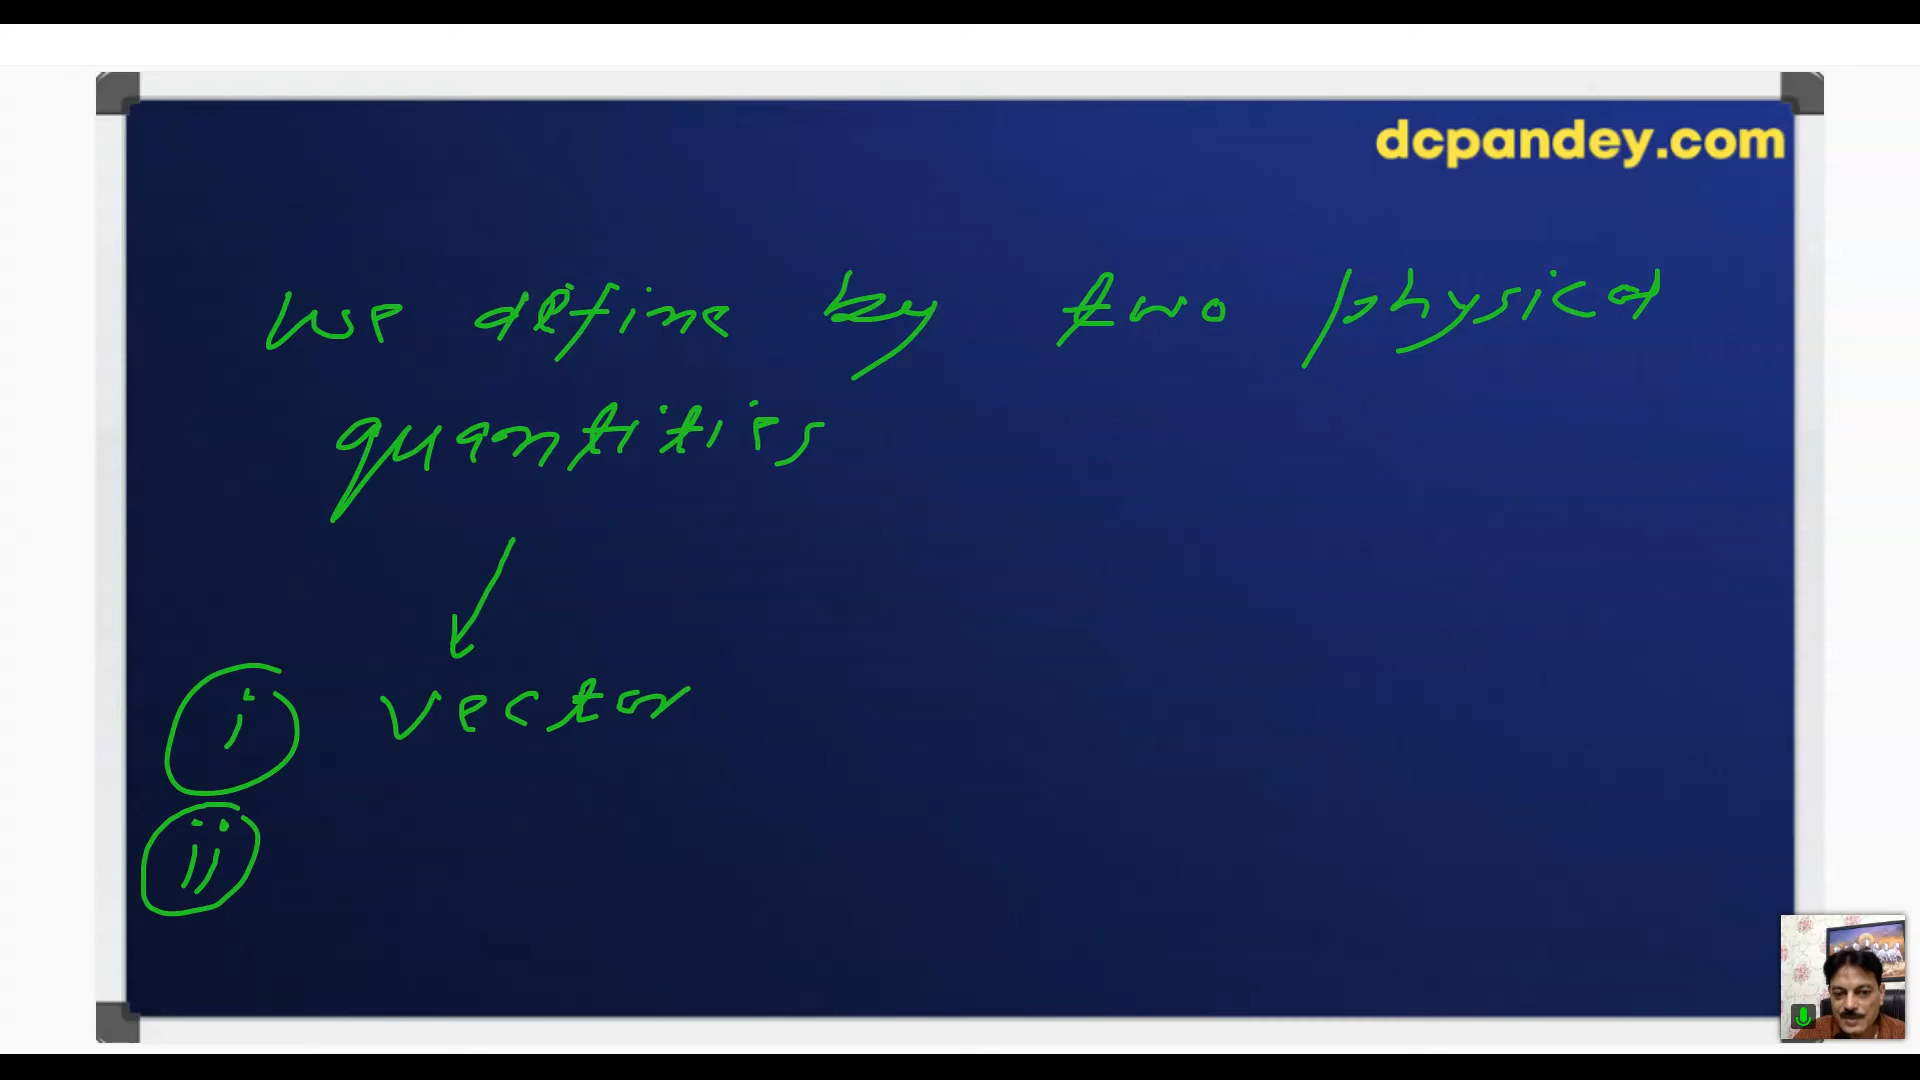 dcpandey.com
we define by two physical
quantities
i vector
ii